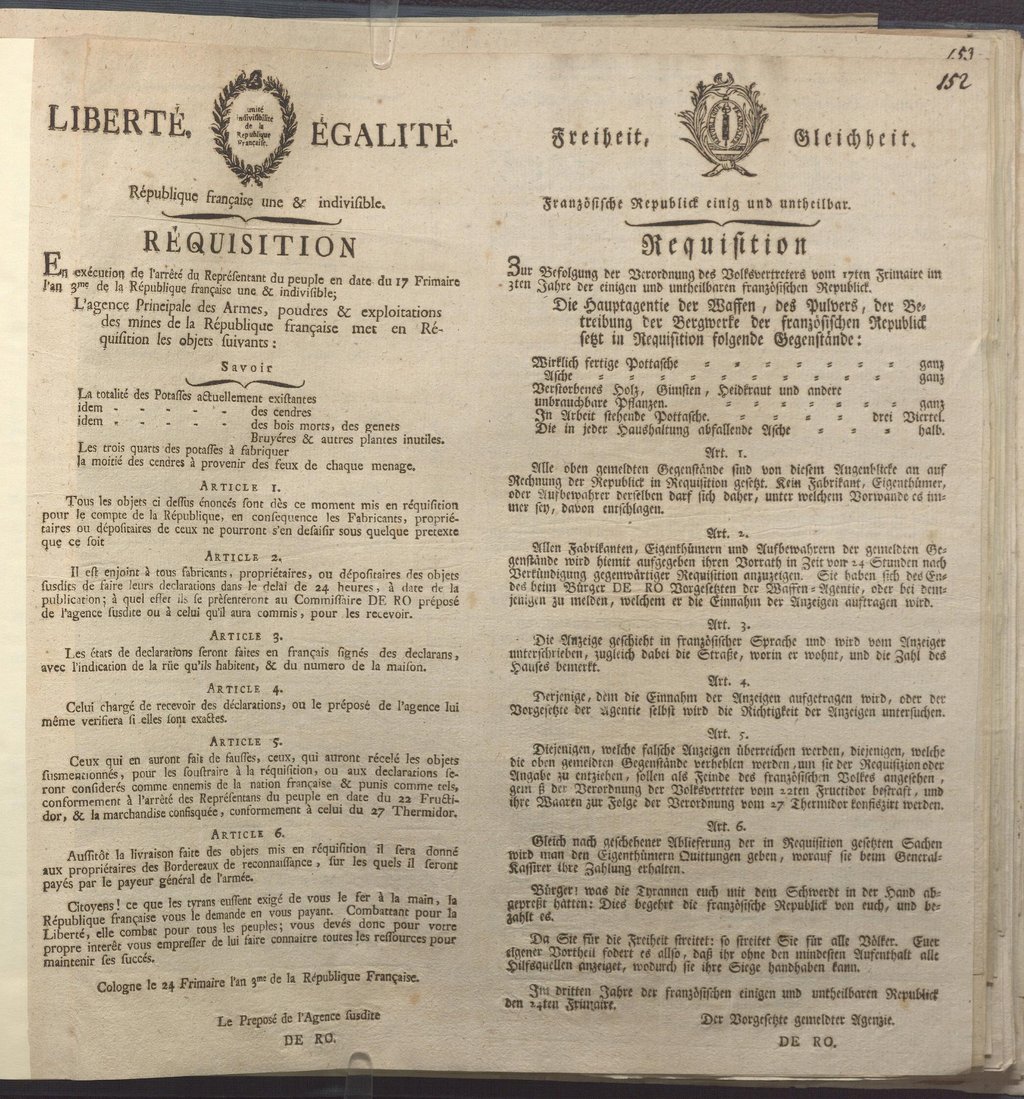 153
152
LIBERTÉ,
unité
indivisibilité
de la
République
Française.
ÉGALITÉ.
République française une & indivisible.
RÉQUISITION
En exécution de l'arrêté du Représentant du peuple en date du 17 Frimaire
l'an 3me de la République française une & indivisible;
L'agence Principale des Armes, poudres & exploitations
des mines de la République française met en Ré-
quisition les objets suivants :
Savoir
La totalité des Potasses actuellement existantes
idem - - - - - des cendres
idem - - - - - des bois morts, des genets
Bruyéres & autres plantes inutiles.
Les trois quarts des potasses à fabriquer
la moitié des cendres à provenir des feux de chaque menage.
ARTICLE 1.
Tous les objets ci dessus énoncés sont dès ce moment mis en réquisition
pour le compte de la République, en consequence les Fabricants, proprié-
taires ou dépositaires de ceux ne pourront s'en desaisir sous quelque pretexte
que ce soit
ARTICLE 2.
Il est enjoint à tous fabricants, propriétaires, ou dépositaires des objets
susdits de faire leurs declarations dans le delai de 24 heures, à date de la
publication; à quel effet ils se présenteront au Commissaire DE RO préposé
de l'agence susdite ou à celui qu'il aura commis, pour les recevoir.
ARTICLE 3.
Les états de declarations seront faites en français signés des declarans,
avec l'indication de la rüe qu'ils habitent, & du numero de la maison.
ARTICLE 4.
Celui chargé de recevoir des déclarations, ou le préposé de l'agence lui
même verifiera si elles sont exactes.
ARTICLE 5.
Ceux qui en auront fait de fausses, ceux, qui auront récelé les objets
susmentionnés, pour les soustraire à la réquisition, ou aux declarations se-
ront considerés comme ennemis de la nation française & punis comme tels,
conformement à l'arrêté des Représentans du peuple en date du 22 Fructi-
dor, & la marchandise confisquée, conformement à celui du 27 Thermidor.
ARTICLE 6.
Aussitôt la livraison faite des objets mis en réquisition il sera donné
aux propriétaires des Bordereaux de reconnaissance, sur les quels il seront
payés par le payeur général de l'armée.
Citoyens! ce que les tyrans eussent exigé de vous le fer à la main, la
République française vous le demande en vous payant. Combattant pour la
Liberté, elle combat pour tous les peuples; vous devés donc pour votre
propre interêt vous empresser de lui faire connaitre toutes les ressources pour
maintenir ses succés.
Cologne le 24 Frimaire l'an 3me de la République Française.
Le Preposé de l'Agence susdite
DE RO.
Freiheit,
Gleichheit.
Französische Republick einig und untheilbar.
Requisition
Zur Befolgung der Verordnung des Volksvertreters vom 17ten Frimaire im
3ten Jahre der einigen und untheilbaren französischen Republick.
Die Hauptagentie der Waffen, des Pulvers, der Be-
treibung der Bergwerke der französischen Republick
setzt in Requisition folgende Gegenstände:
Wirklich fertige Pottasche - - - - - - - ganz
Asche - - - - - - - - - - - ganz
Verstorbenes Holz, Ginsten, Heidkraut und andere
unbrauchbare Pflanzen. - - - - - - - ganz
In Arbeit stehende Pottasche. - - - - - drei Viertel.
Die in jeder Haushaltung abfallende Asche - - - - halb.
Art. 1.
Alle oben gemeldten Gegenstände sind von diesem Augenblicke an auf
Rechnung der Republick in Requisition gesetzt. Kein Fabrikant, Eigenthümer,
oder Aufbewahrer derselben darf sich daher, unter welchem Vorwande es im-
mer sey, davon entschlagen.
Art. 2.
Allen Fabrikanten, Eigenthümern und Aufbewahrern der gemeldten Ge-
genstände wird hiemit aufgegeben ihren Vorrath in Zeit von 24 Stunden nach
Verkündigung gegenwärtiger Requisition anzuzeigen. Sie haben sich des En-
des beim Bürger DE RO Vorgesetzten der Waffen-Agentie, oder bei dem-
jenigen zu melden, welchem er die Einnahm der Anzeigen auftragen wird.
Art. 3.
Die Anzeige geschieht in französischer Sprache und wird vom Anzeiger
unterschrieben, zugleich dabei die Straße, worin er wohnt, und die Zahl des
Hauses bemerkt.
Art. 4.
Derjenige, dem die Einnahm der Anzeigen aufgetragen wird, oder der
Vorgesetzte der Agentie selbst wird die Richtigkeit der Anzeigen untersuchen.
Art. 5.
Diejenigen, welche falsche Anzeigen überreichen werden, diejenigen, welche
die oben gemeldten Gegenstände verhehlen werden, um sie der Requizizion oder
Angabe zu entziehen, sollen als Feinde des französischen Volkes angesehen,
gemäß der Verordnung der Volksverteter vom 22ten Fructidor bestraft, und
ihre Waaren zur Folge der Verordnung vom 27 Thermidor konfiszirt werden.
Art. 6.
Gleich nach geschehener Ablieferung der in Requisition gesetzten Sachen
wird man den Eigenthümern Quittungen geben, worauf sie beim General-
Kassirer ihre Zahlung erhalten.
Bürger! was die Tyrannen euch mit dem Schwerdt in der Hand ab-
gepreßt hätten: Dies begehrt die französische Republick von euch, und be-
zahlt es.
Da Sie für die Freiheit streitet: so streitet Sie für alle Völker. Euer
eigener Vortheil fodert es allso, daß ihr ohne den mindesten Aufenthalt alle
Hilfsquellen anzeiget, wodurch sie ihre Siege handhaben kann.
Im dritten Jahre der französischen einigen und untheilbaren Republick
den 24ten Frimaire.
Der Vorgesetzte gemeldter Agenzie.
DE RO.